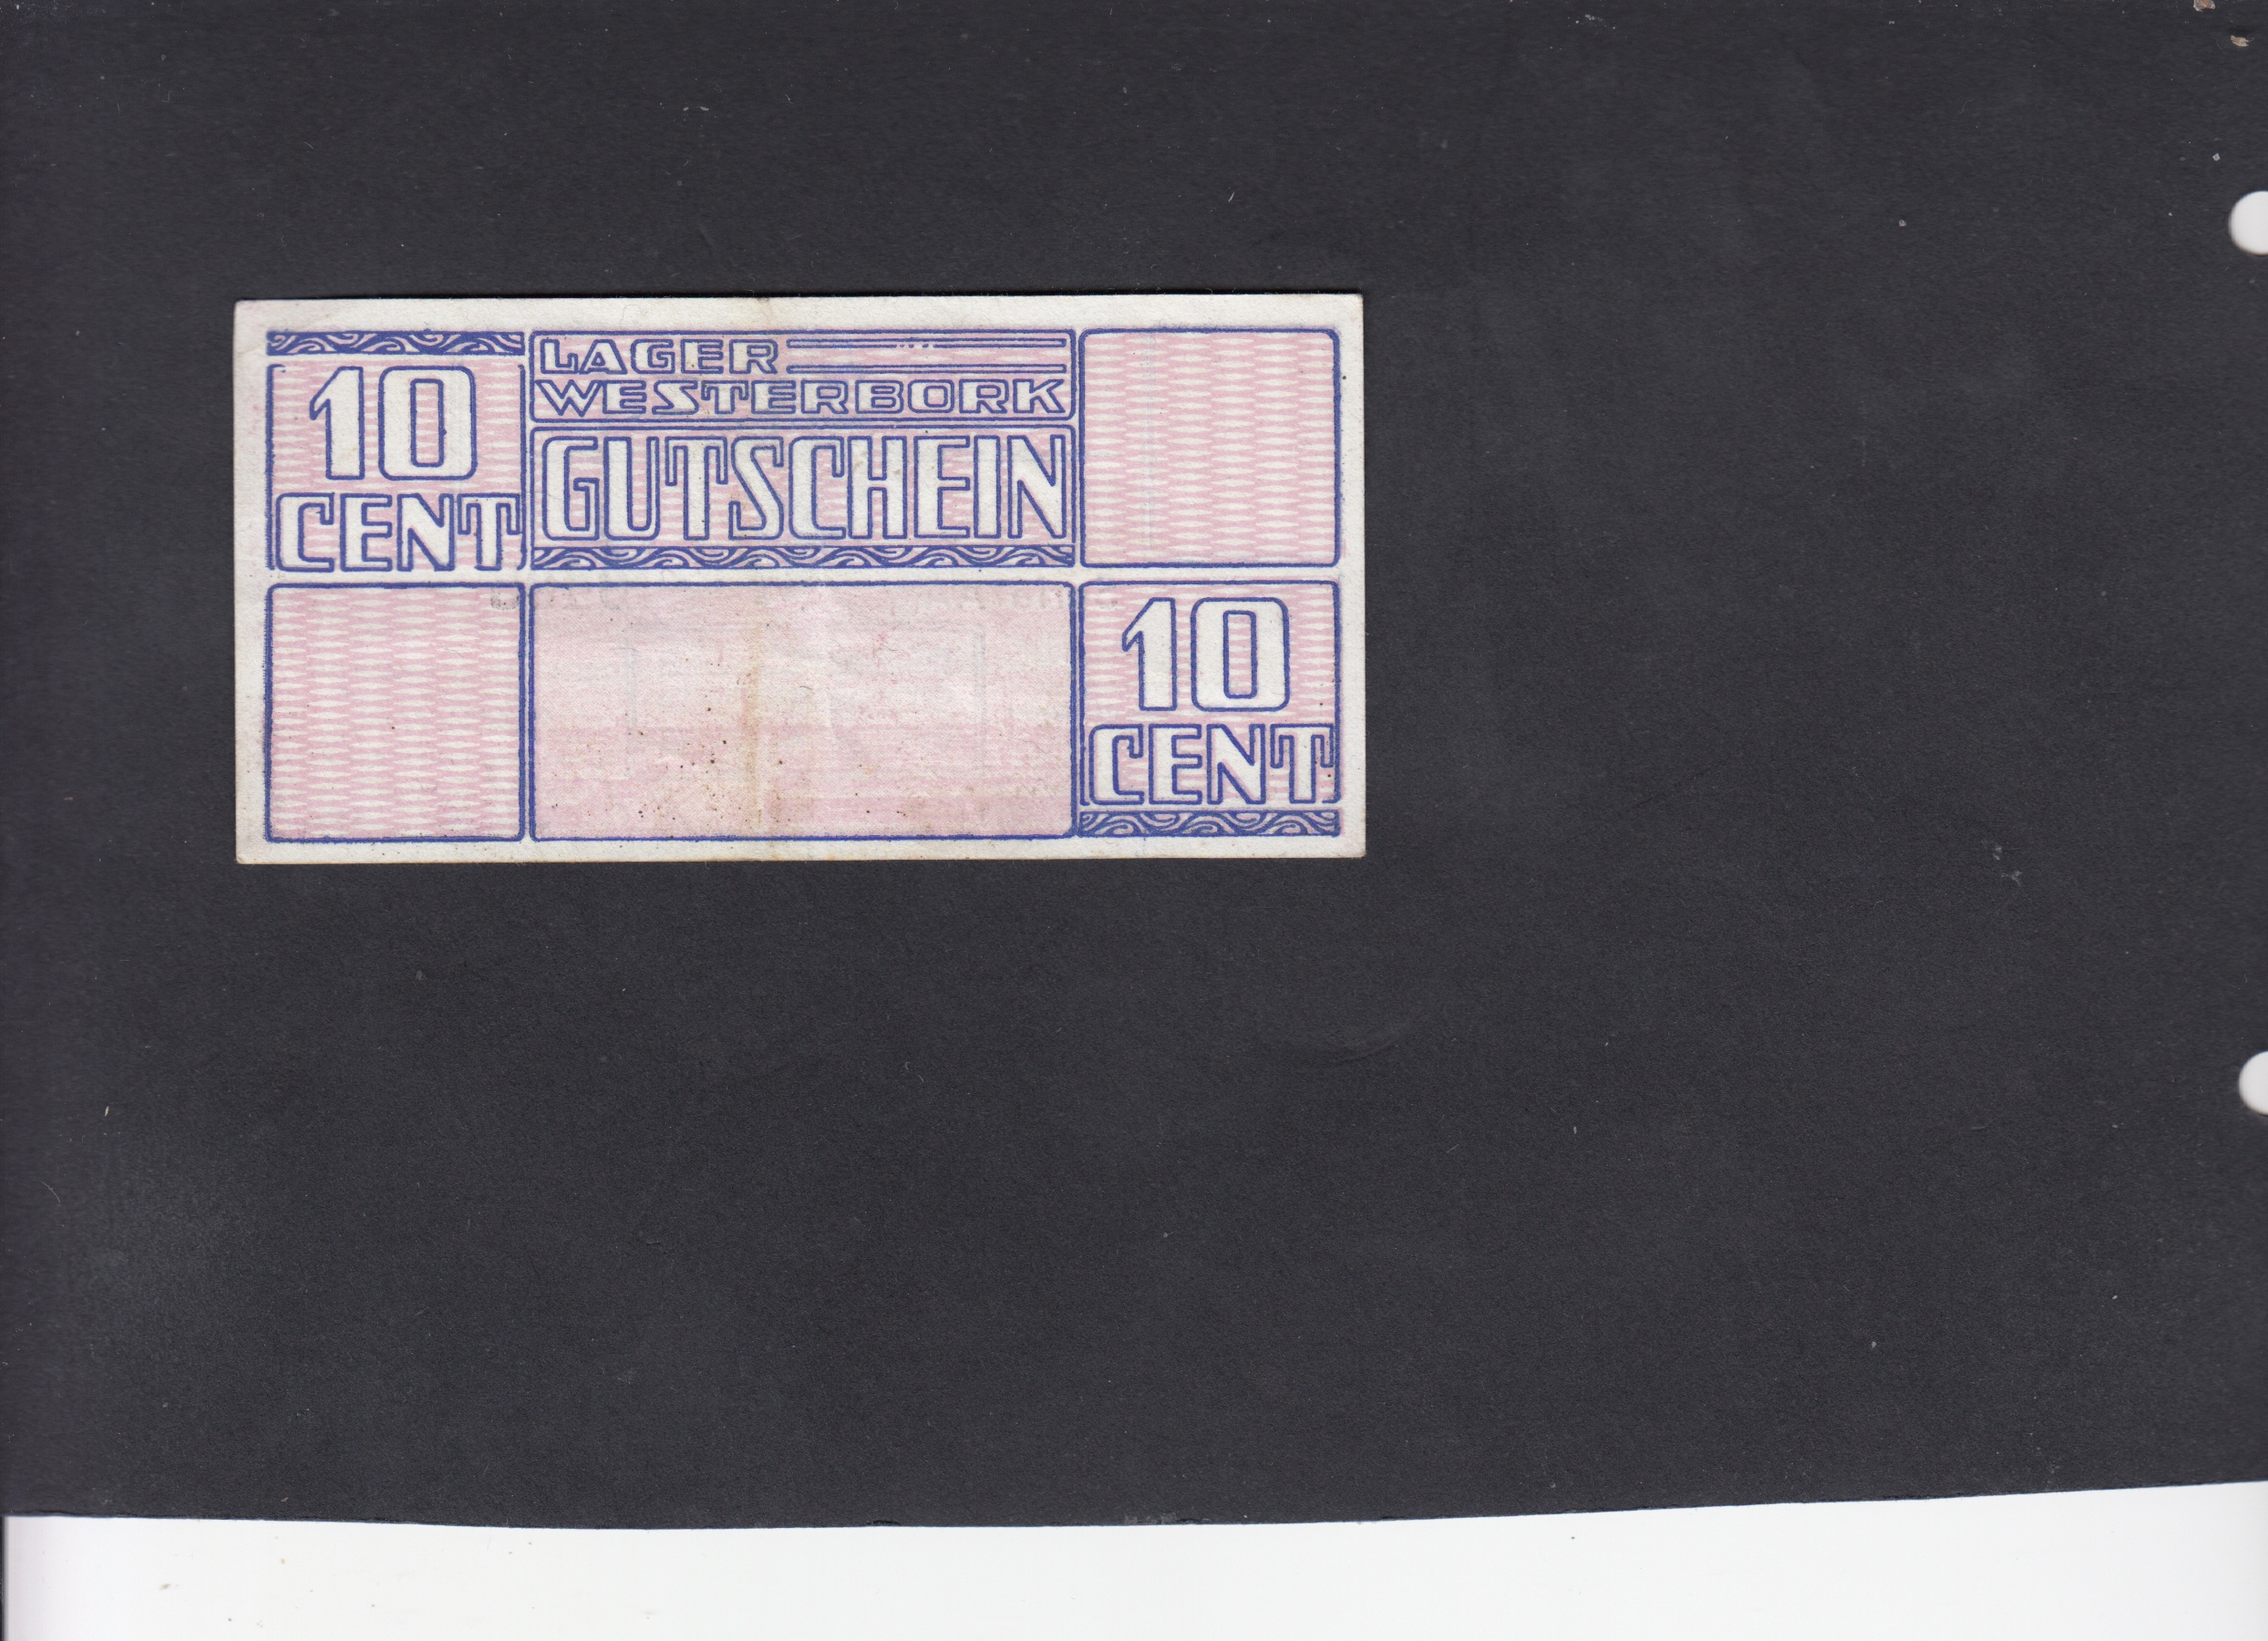 10
CENT
LAGER
WESTERBORK
GUTSCHEIN
10
CENT